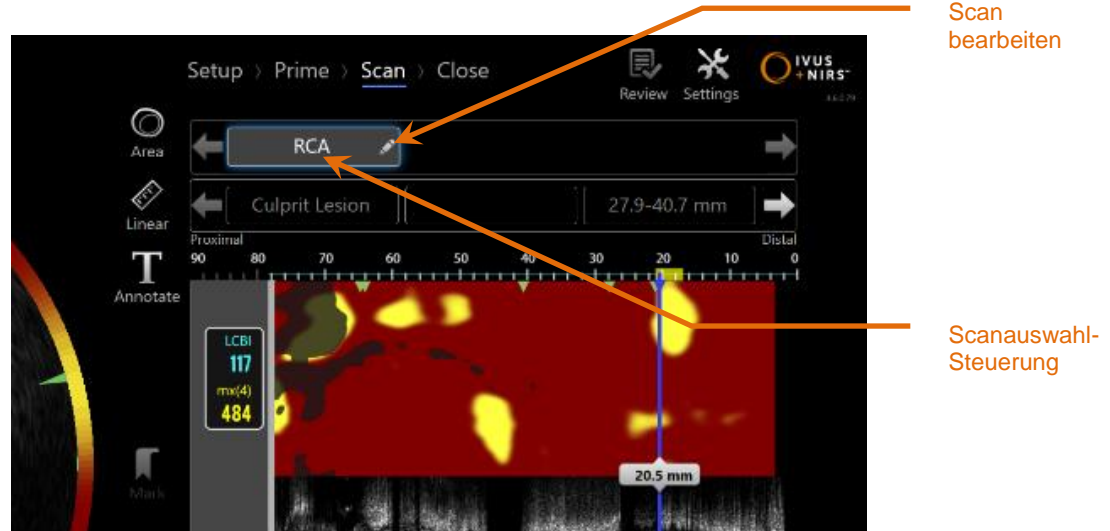 Scan
bearbeiten
Setup > Prime > Scan > Close
Review
Settings
IVUS
+NIRS™
Area
RCA
Linear
Culprit Lesion
27.9-40.7 mm
Proximal
Distal
90 80 70 60 50 40 30 20 10 0
T
Annotate
LCBI
117
mx(4)
484
Scanauswahl-
Steuerung
20.5 mm
Mark